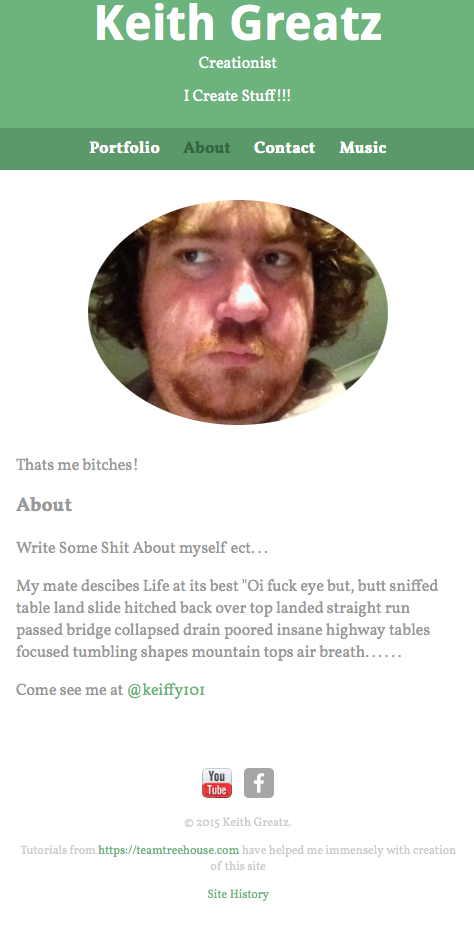 Keith Greatz
Creationist
I Create Stuff!!!
Portfolio About Contact Music
Thats me bitches!
About
Write Some Shit About myself ect...
My mate descibes Life at its best "Oi fuck eye but, butt sniffed
table land slide hitched back over top landed straight run
passed bridge collapsed drain poored insane highway tables
focused tumbling shapes mountain tops air breath......
Come see me at @keiffy101
You
Tube
f
© 2015 Keith Greatz.
Tutorials from https://teamtreehouse.com have helped me immensely with creation
of this site
Site History